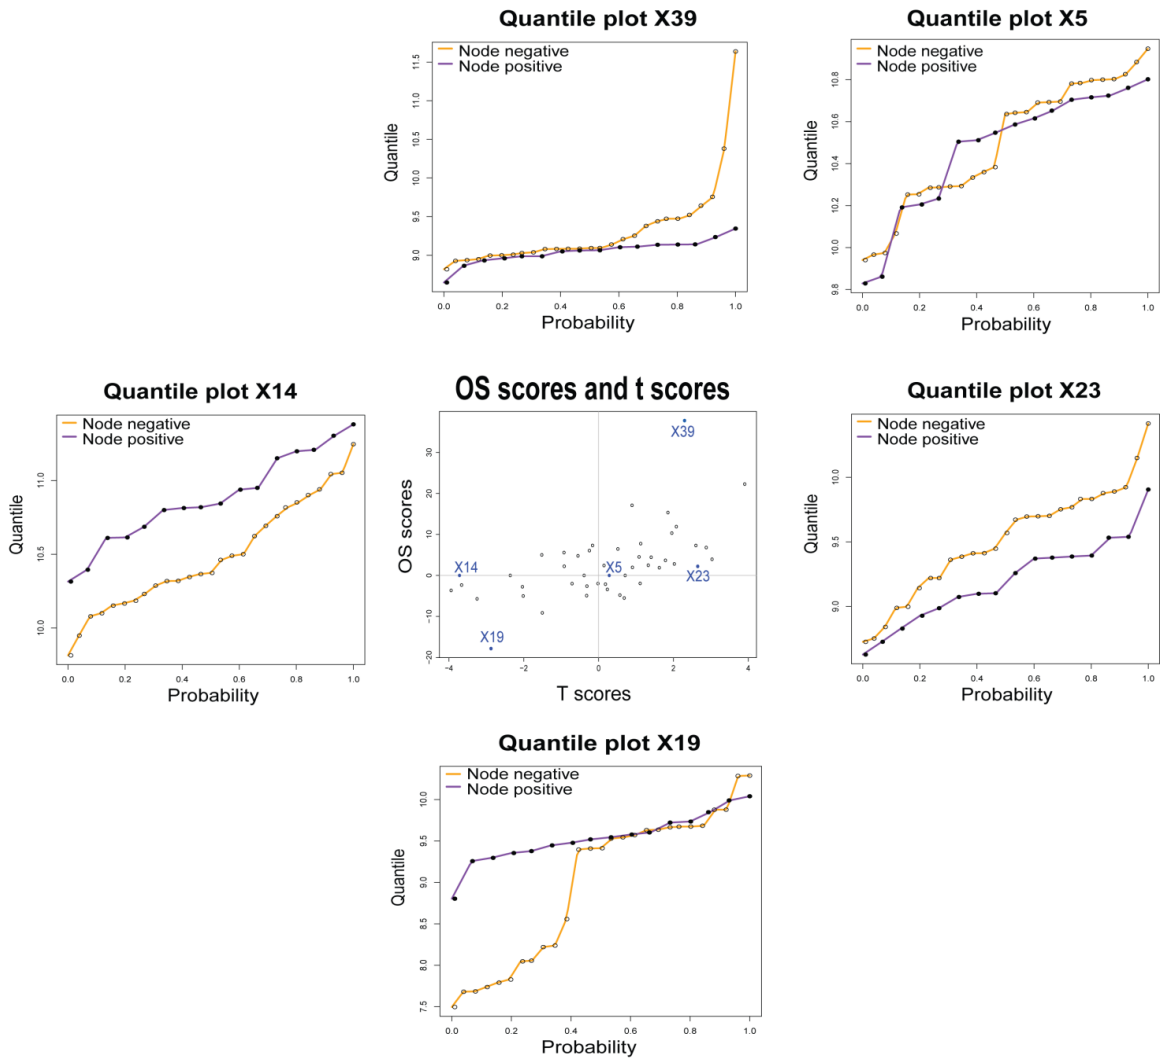 Quantile plot X39
Node negative
Node positive
Quantile
11.5
11.0
10.5
10.0
9.5
9.0
0.0 0.2 0.4 0.6 0.8 1.0
Probability
Quantile plot X5
Node negative
Node positive
Quantile
10.8
10.6
10.4
10.2
10.0
9.8
0.0 0.2 0.4 0.6 0.8 1.0
Probability
Quantile plot X14
Node negative
Node positive
Quantile
11.0
10.5
10.0
0.0 0.2 0.4 0.6 0.8 1.0
Probability
OS scores and t scores
OS scores
30
20
10
0
−10
−20
X39
X14
X5
X23
X19
−4 −2 0 2 4
T scores
Quantile plot X23
Node negative
Node positive
Quantile
10.0
9.5
9.0
0.0 0.2 0.4 0.6 0.8 1.0
Probability
Quantile plot X19
Node negative
Node positive
Quantile
10.0
9.5
9.0
8.5
8.0
7.5
0.0 0.2 0.4 0.6 0.8 1.0
Probability